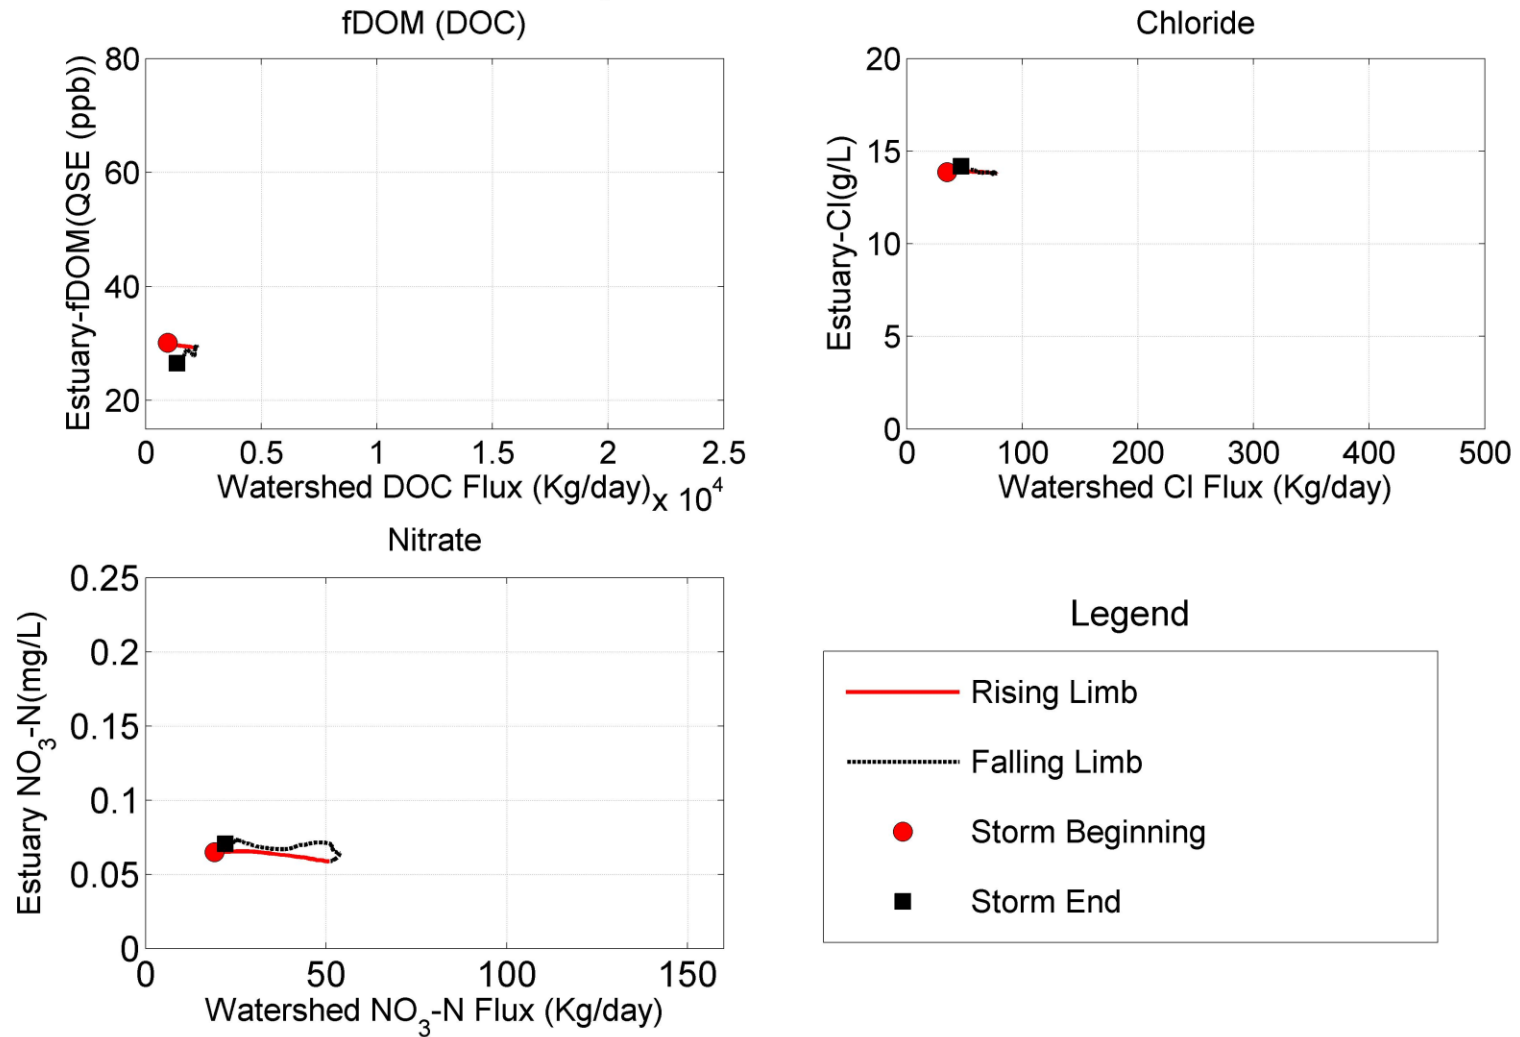 fDOM (DOC)
Estuary-fDOM(QSE (ppb))
80
60
40
20
0 0.5 1 1.5 2 2.5
Watershed DOC Flux (Kg/day) x 10^4
Chloride
Estuary-Cl(g/L)
20
15
10
5
0
0 100 200 300 400 500
Watershed Cl Flux (Kg/day)
Nitrate
Estuary NO3-N(mg/L)
0.25
0.2
0.15
0.1
0.05
0
0 50 100 150
Watershed NO3-N Flux (Kg/day)
Legend
Rising Limb
Falling Limb
Storm Beginning
Storm End